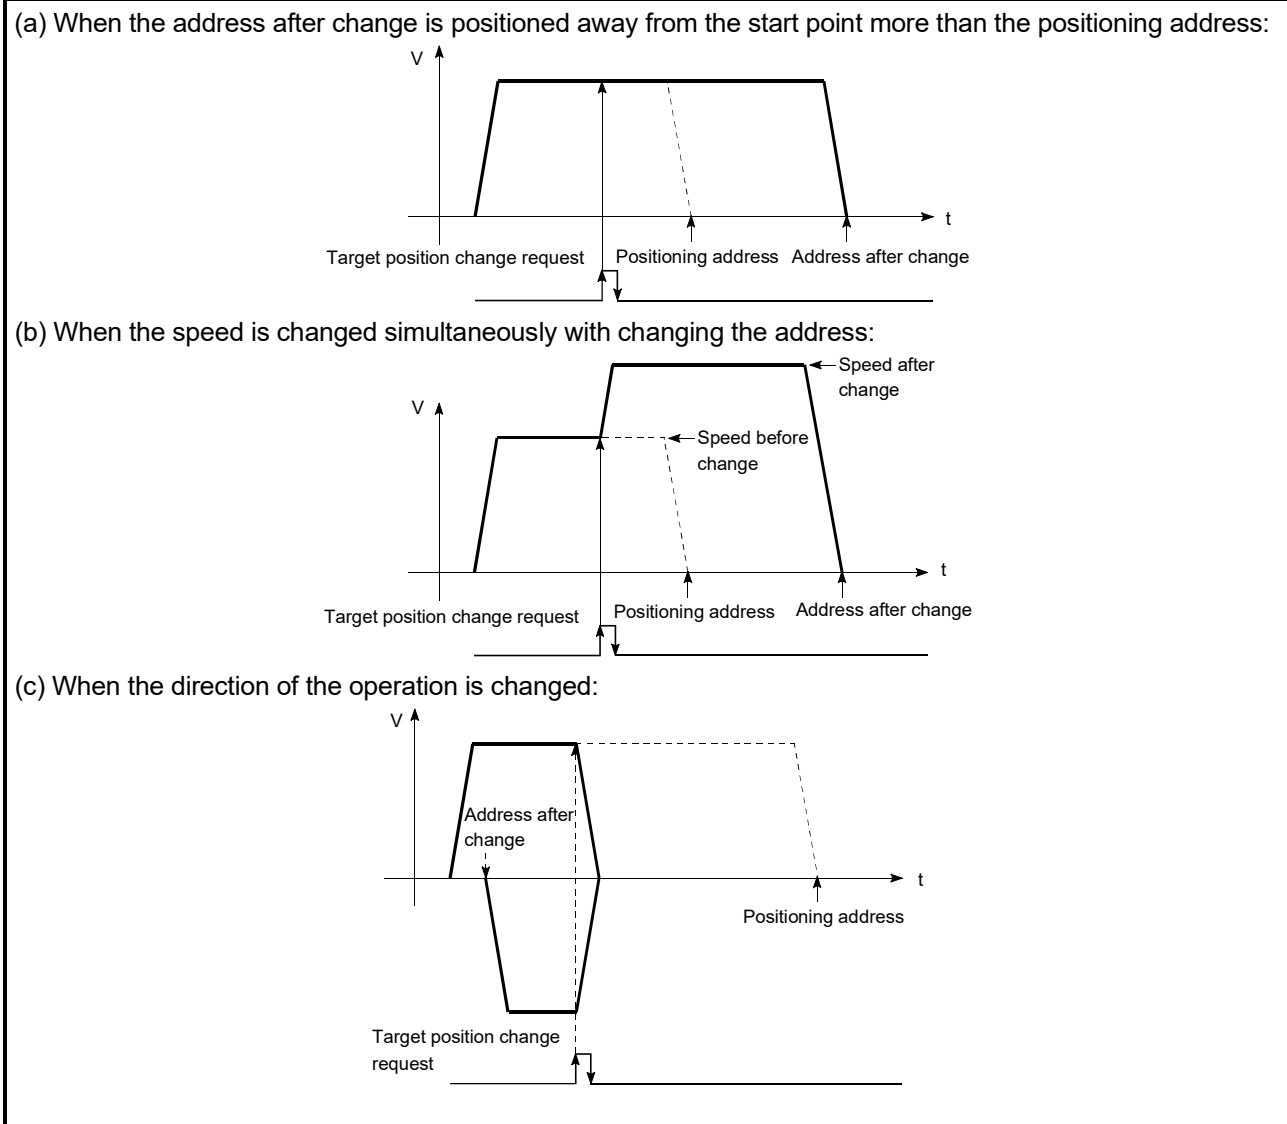 (a) When the address after change is positioned away from the start point more than the positioning address:
V
t
Target position change request
Positioning address
Address after change
(b) When the speed is changed simultaneously with changing the address:
Speed after
change
V
Speed before
change
t
Target position change request
Positioning address
Address after change
(c) When the direction of the operation is changed:
V
Address after
change
t
Positioning address
Target position change
request